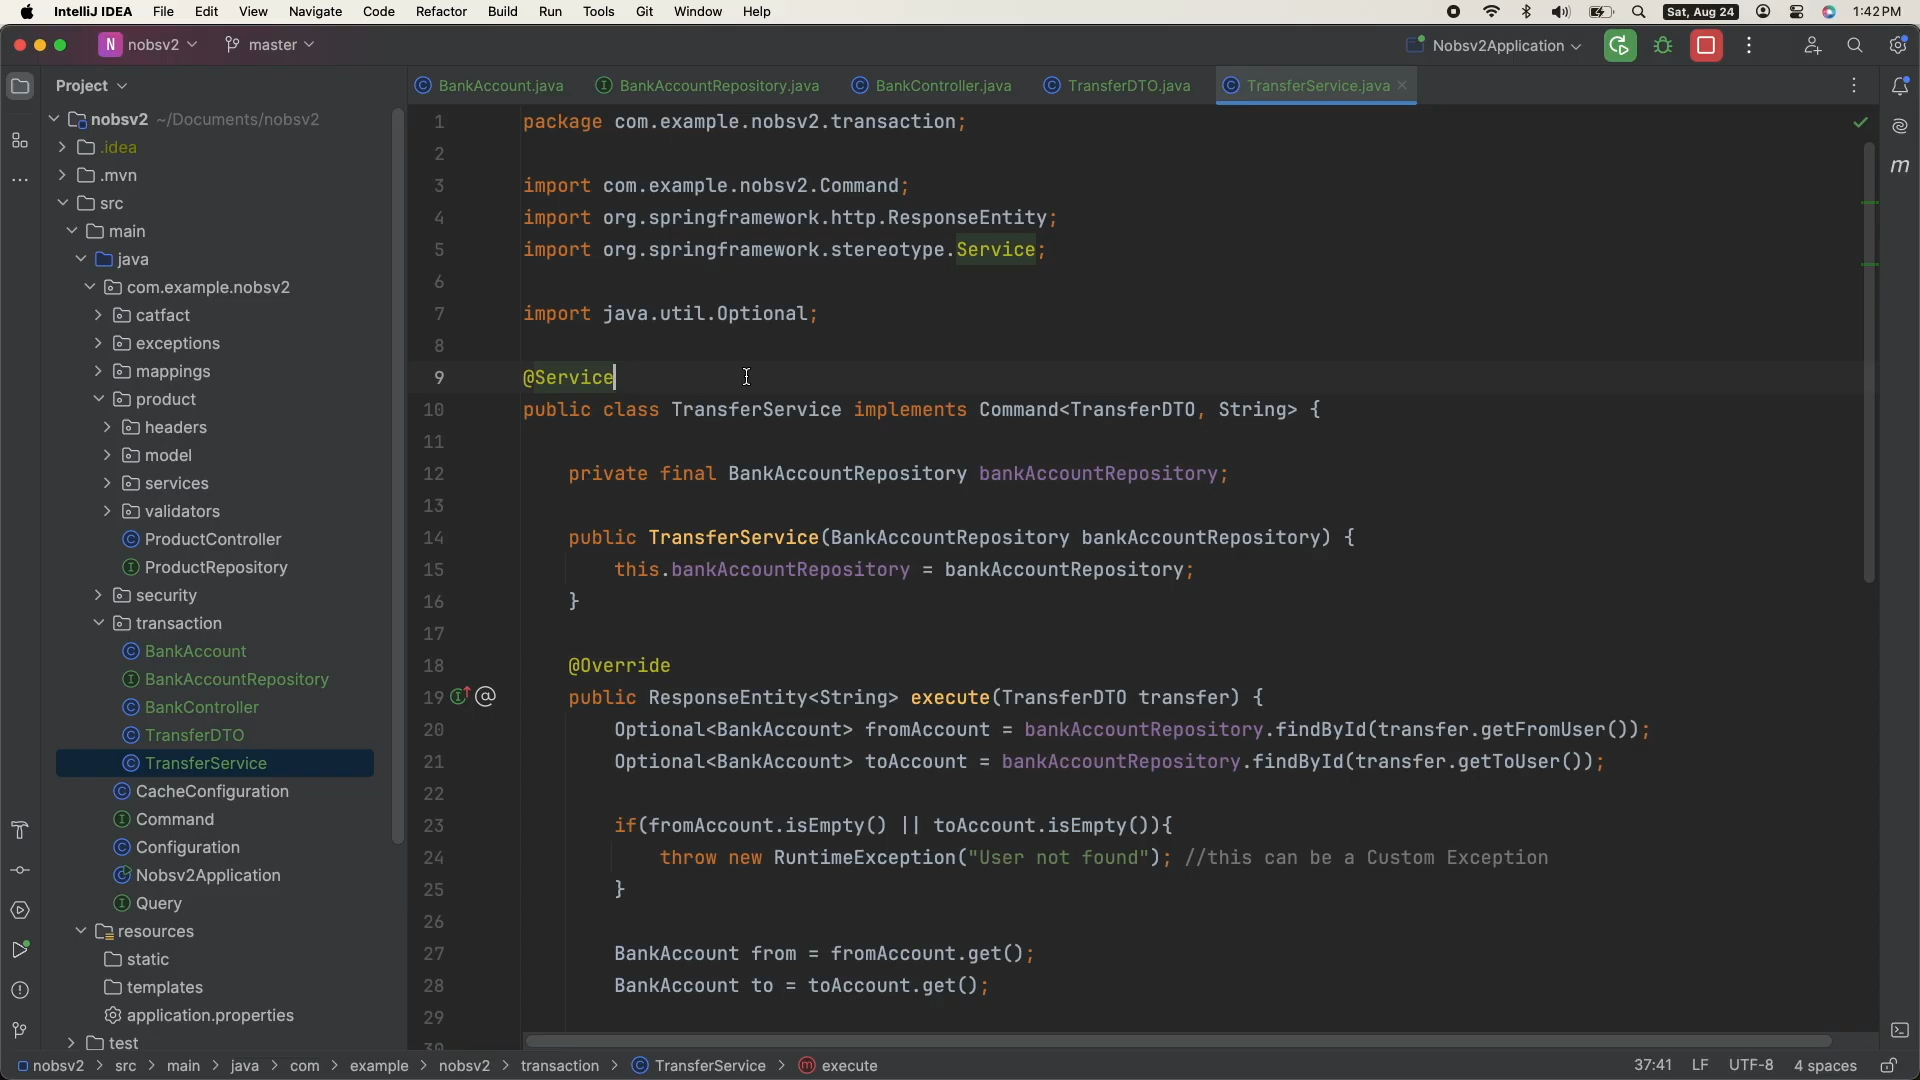 IntelliJ IDEA File Edit View Navigate Code Refactor Build Run Tools Git Window Help Sat, Aug 24 1:42 PM
N nobsv2 master Nobsv2Application
Project BankAccount.java BankAccountRepository.java BankController.java TransferDTO.java TransferService.java
nobsv2 ~/Documents/nobsv2
.idea
.mvn
src
main
java
com.example.nobsv2
catfact
exceptions
mappings
product
headers
model
services
validators
ProductController
ProductRepository
security
transaction
BankAccount
BankAccountRepository
BankController
TransferDTO
TransferService
CacheConfiguration
Command
Configuration
Nobsv2Application
Query
resources
static
templates
application.properties
test
1 package com.example.nobsv2.transaction;
2
3 import com.example.nobsv2.Command;
4 import org.springframework.http.ResponseEntity;
5 import org.springframework.stereotype.Service;
6
7 import java.util.Optional;
8
9 @Service
10 public class TransferService implements Command<TransferDTO, String> {
11
12 private final BankAccountRepository bankAccountRepository;
13
14 public TransferService(BankAccountRepository bankAccountRepository) {
15 this.bankAccountRepository = bankAccountRepository;
16 }
17
18 @Override
19 public ResponseEntity<String> execute(TransferDTO transfer) {
20 Optional<BankAccount> fromAccount = bankAccountRepository.findById(transfer.getFromUser());
21 Optional<BankAccount> toAccount = bankAccountRepository.findById(transfer.getToUser());
22
23 if(fromAccount.isEmpty() || toAccount.isEmpty()){
24 throw new RuntimeException("User not found"); //this can be a Custom Exception
25 }
26
27 BankAccount from = fromAccount.get();
28 BankAccount to = toAccount.get();
29
30
nobsv2 > src > main > java > com > example > nobsv2 > transaction > TransferService > execute 37:41 LF UTF-8 4 spaces